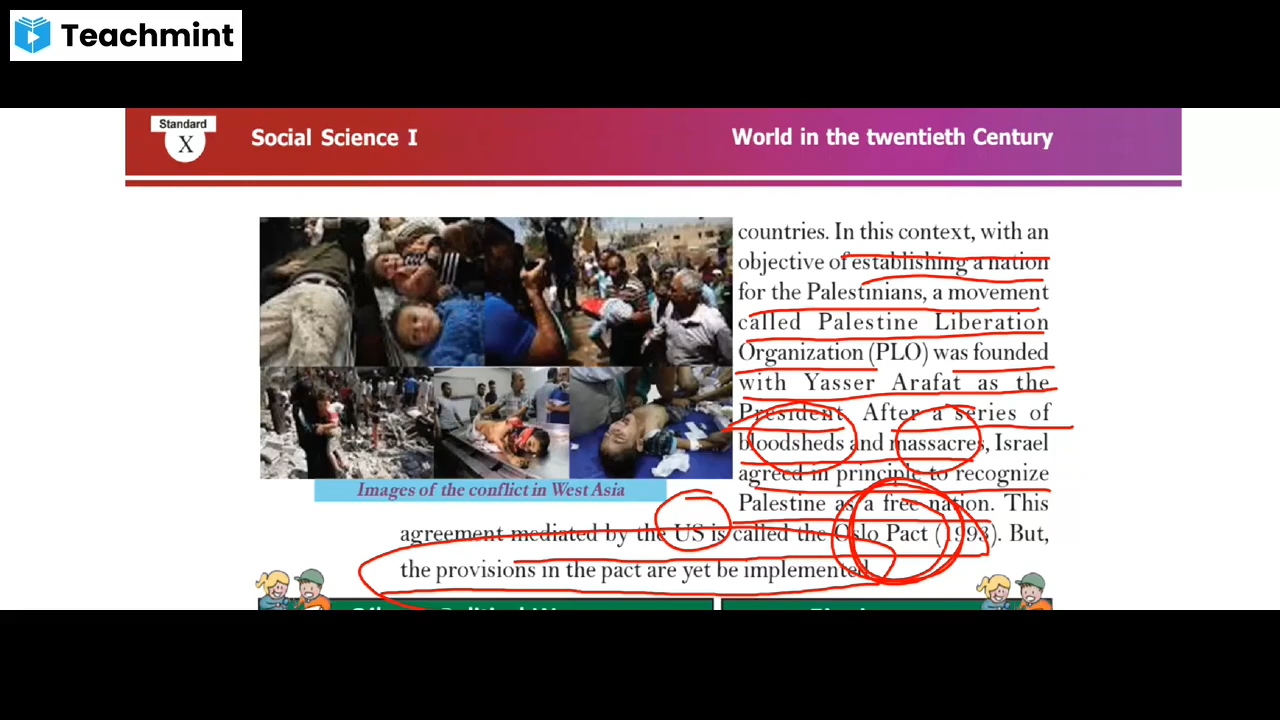 Teachmint
Standard
X
Social Science I
World in the twentieth Century
countries. In this context, with an
objective of establishing a nation
for the Palestinians, a movement
called Palestine Liberation
Organization (PLO) was founded
with Yasser Arafat as the
President. After a series of
bloodsheds and massacres, Israel
agreed in principle to recognize
Palestine as a free nation. This
Images of the conflict in West Asia
agreement mediated by the US is called the Oslo Pact (1993). But,
the provisions in the pact are yet be implemented.